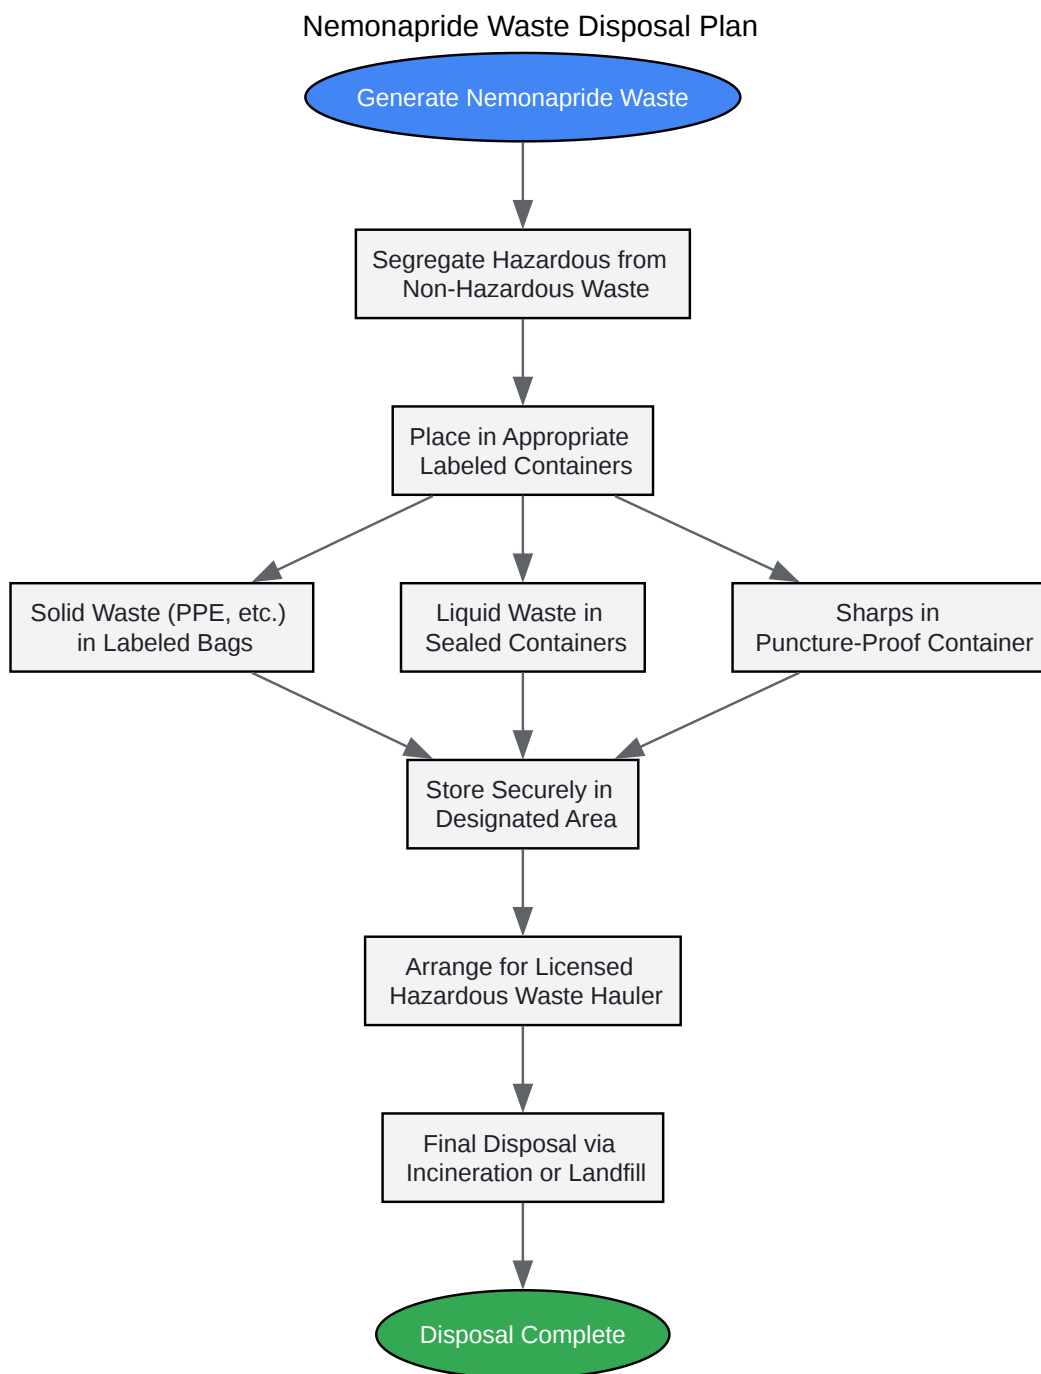 Nemonapride Waste Disposal Plan
Generate Nemonapride Waste
Segregate Hazardous from
Non-Hazardous Waste
Place in Appropriate
Labeled Containers
Solid Waste (PPE, etc.)
in Labeled Bags
Liquid Waste in
Sealed Containers
Sharps in
Puncture-Proof Container
Store Securely in
Designated Area
Arrange for Licensed
Hazardous Waste Hauler
Final Disposal via
Incineration or Landfill
Disposal Complete